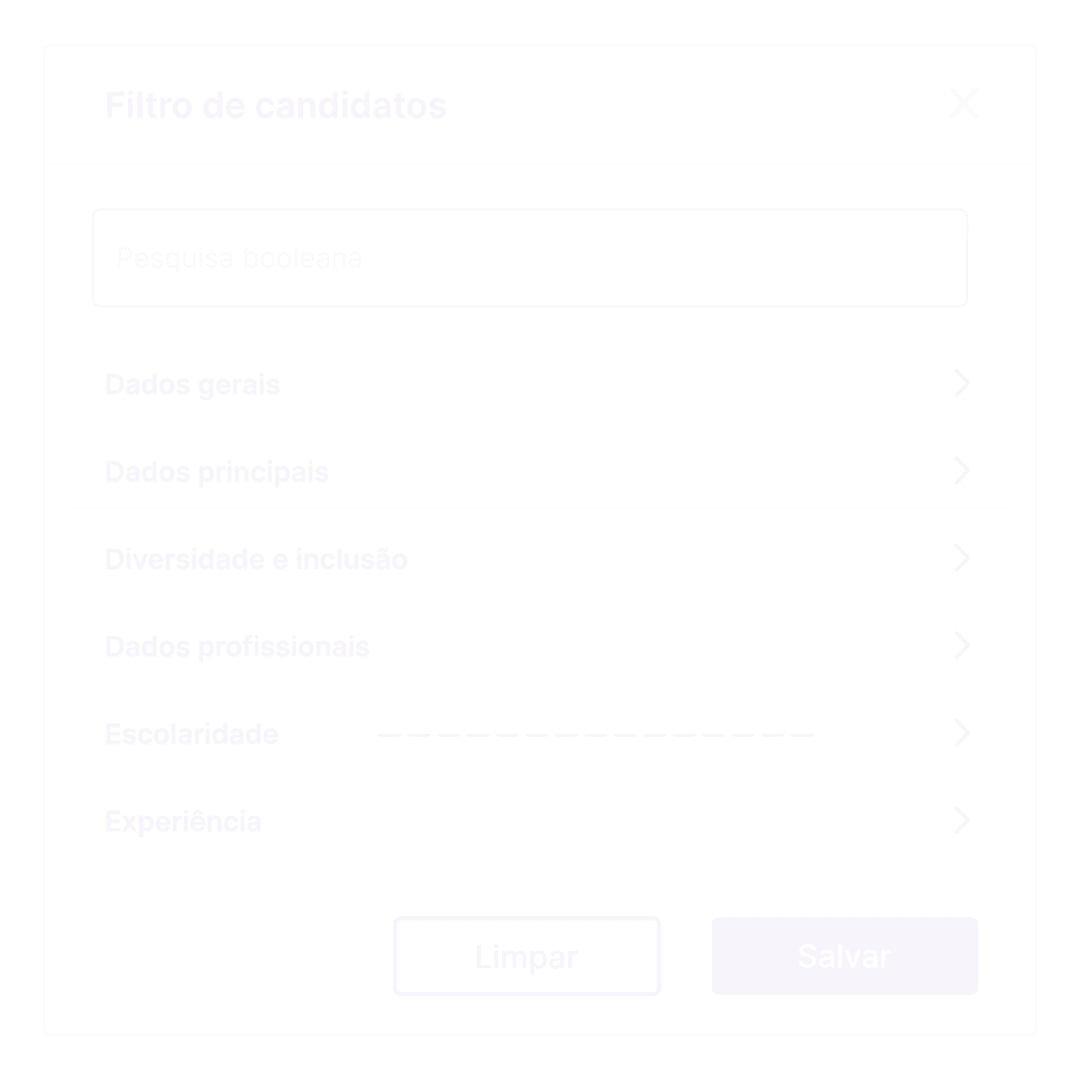 Filtro de candidatos
Pesquisa booleana
Dados gerais
Dados principais
Diversidade e inclusão
Dados profissionais
Escolaridade
Experiência
Limpar
Salvar